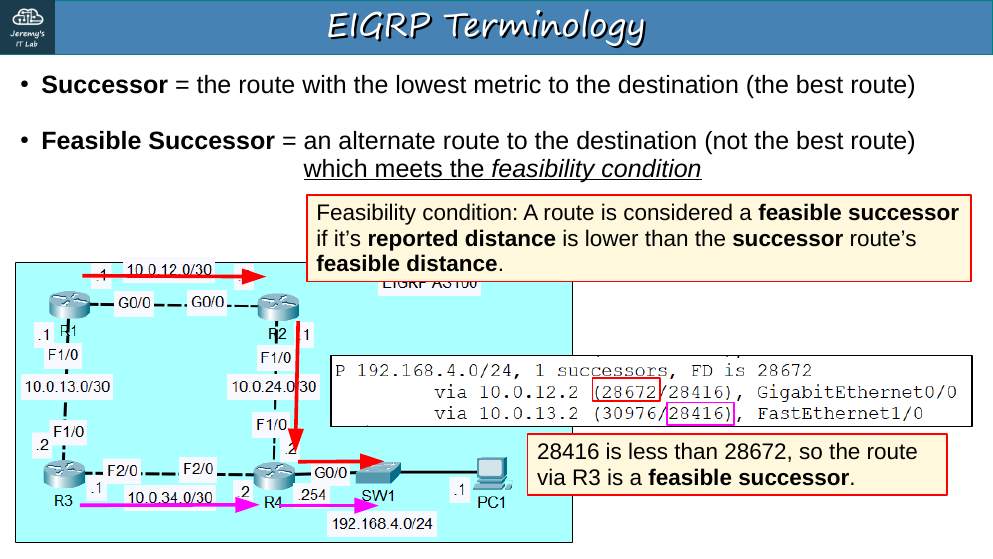 Jeremy's
IT Lab
EIGRP Terminology
• Successor = the route with the lowest metric to the destination (the best route)
• Feasible Successor = an alternate route to the destination (not the best route)
which meets the feasibility condition
Feasibility condition: A route is considered a feasible successor
if it's reported distance is lower than the successor route's
feasible distance.
EIGRP AS100
.1
10.0.12.0/30
G0/0
G0/0
R1
R2
.1
.1
F1/0
F1/0
10.0.13.0/30
10.0.24.0/30
F1/0
F1/0
.2
.2
P 192.168.4.0/24, 1 successors, FD is 28672
via 10.0.12.2 (28672/28416), GigabitEthernet0/0
via 10.0.13.2 (30976/28416), FastEthernet1/0
28416 is less than 28672, so the route
via R3 is a feasible successor.
F2/0
F2/0
G0/0
R3
.1
10.0.34.0/30
.2
R4
.254
SW1
.1
PC1
192.168.4.0/24